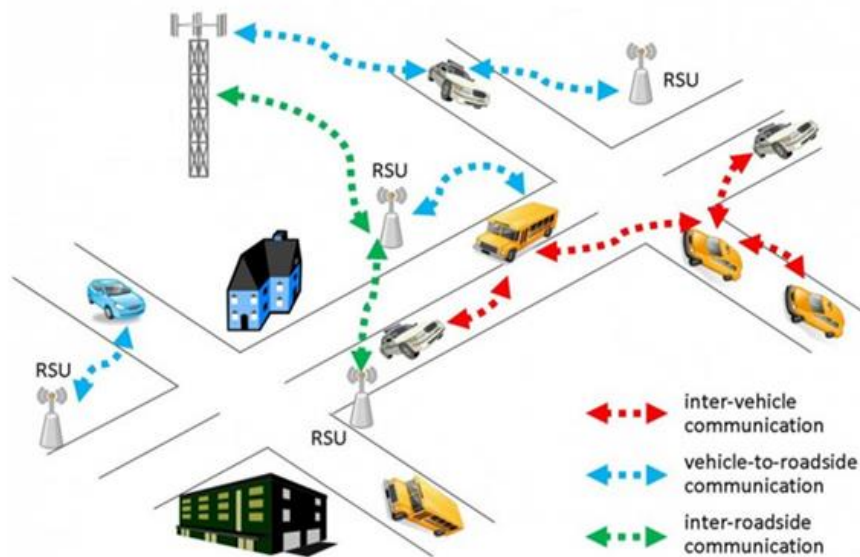 RSU
RSU
RSU
RSU
inter-vehicle
communication
vehicle-to-roadside
communication
inter-roadside
communication